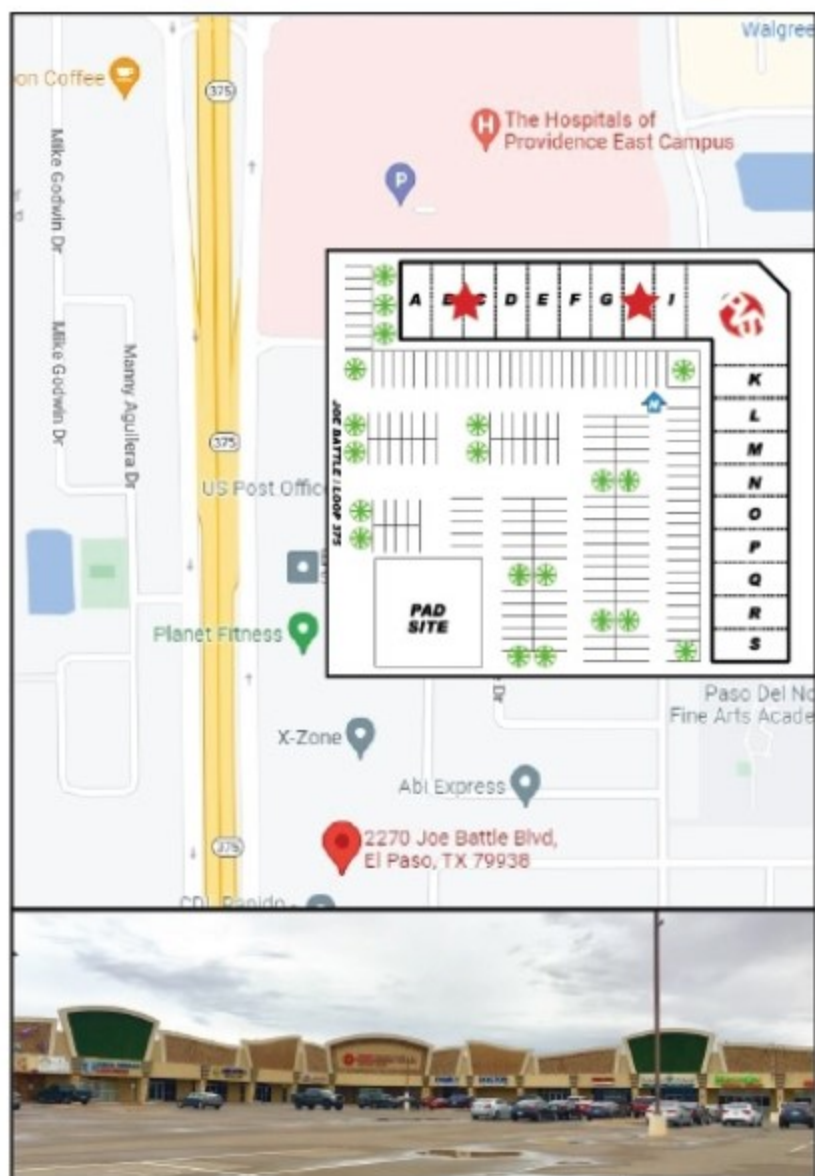 Walgree
on Coffee
375
The Hospitals of
Providence East Campus
P
H
Mike Godwin Dr
A
D
E
F
G
I
Mike Godwin Dr
Manny Aguilera Dr
K
L
M
N
O
P
Q
R
S
N
JOE BATTLE / LOOP 375
375
US Post Office
PAD
SITE
Planet Fitness
Dr
Paso Del No
Fine Arts Acade
X-Zone
Abi Express
2270 Joe Battle Blvd,
El Paso, TX 79938
375